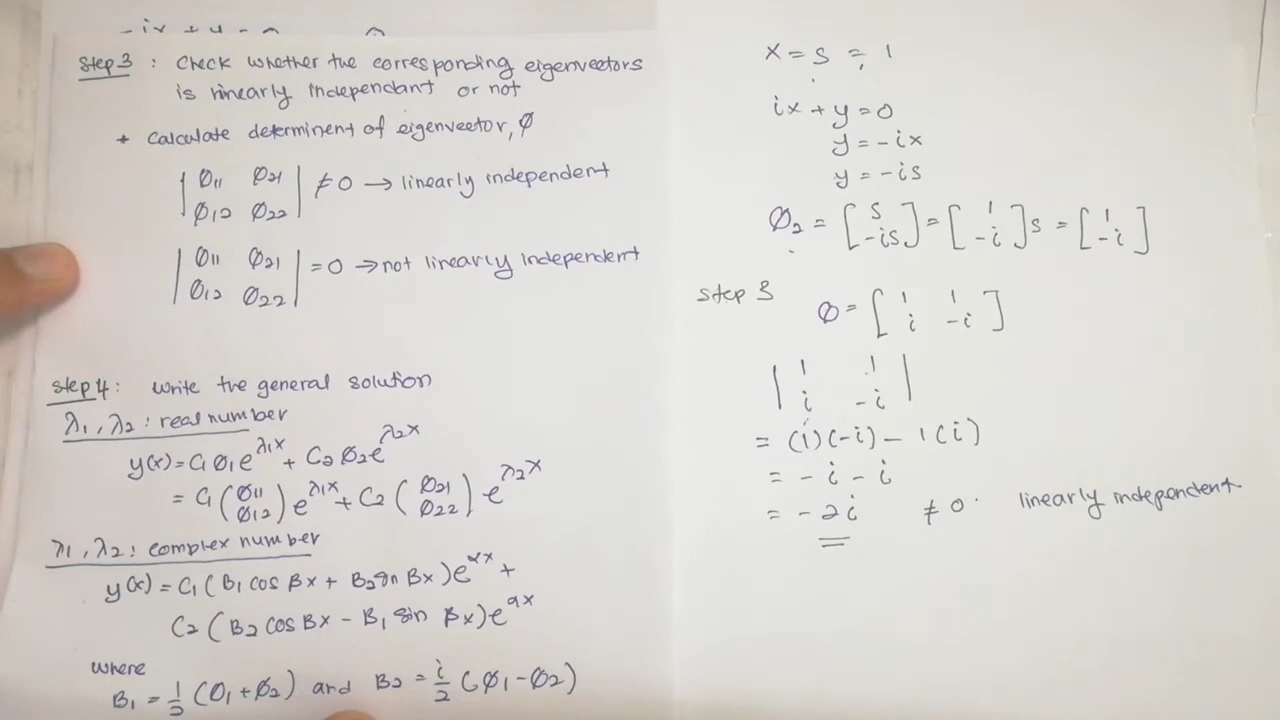 Step 3 : Check whether the corresponding eigenvectors
is linearly independant or not
* calculate determinent of eigenvector, Ø
| Ø11 Ø21 |
| Ø12 Ø22 | ≠ 0 → linearly independent
| Ø11 Ø21 |
| Ø12 Ø22 | = 0 → not linearly independent
Step 4 : write the general solution
λ1 , λ2 : real number
y(x) = C1 Ø1 e^λ1x + C2 Ø2 e^λ2x
= C1 (Ø11 Ø12) e^λ1x + C2 (Ø21 Ø22) e^λ2x
λ1 , λ2 : complex number
y(x) = C1 ( B1 cos βx + B2 sin βx) e^αx +
C2 ( B2 cos βx - B1 sin βx) e^αx
where
B1 = 1/2 (Ø1 + Ø2) and B2 = i/2 (Ø1 - Ø2)
x = s = 1
ix + y = 0
y = -ix
y = -is
Ø2 = [ s -is ] = [ 1 -i ] s = [ 1 -i ]
Step 3
Ø = [ 1 1
i -i ]
| 1 1 |
| i -i |
= (1)(-i) - 1(i)
= -i - i
= -2i ≠ 0. linearly independent